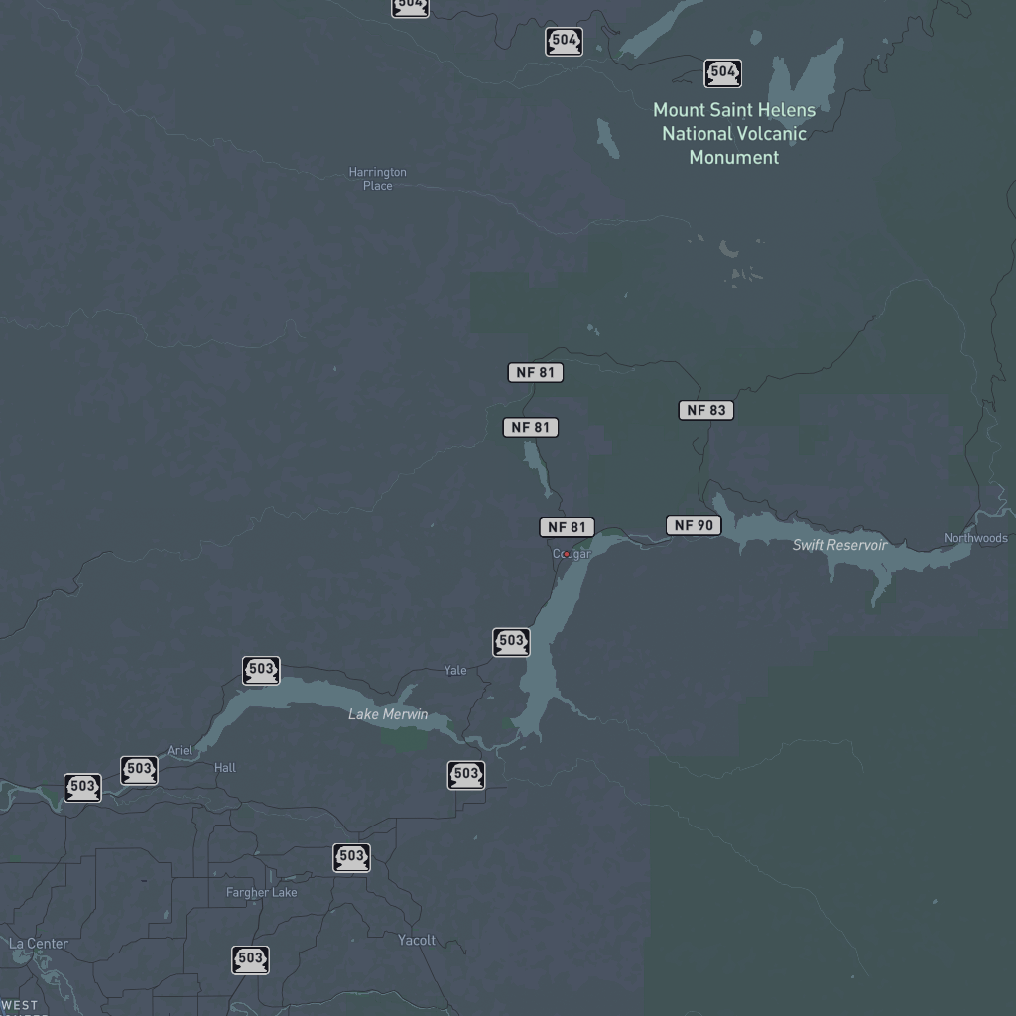 504
504
504
Mount Saint Helens
National Volcanic
Monument
Harrington
Place
NF 81
NF 83
NF 81
NF 81
NF 90
Swift Reservoir
Northwoods
Cougar
503
503
Yale
Lake Merwin
Ariel
503
Hall
503
503
503
Fargher Lake
Yacolt
La Center
503
WEST